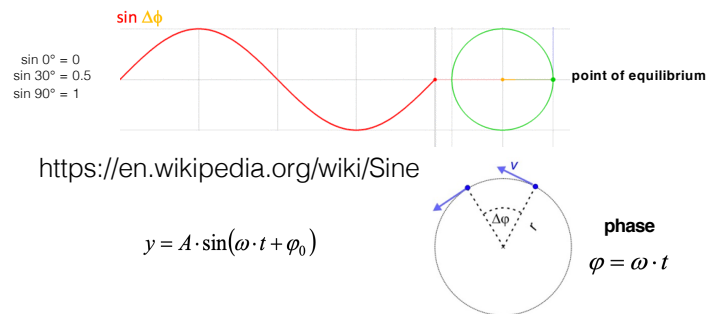 sin Δϕ
sin 0° = 0
sin 30° = 0.5
sin 90° = 1
point of equilibrium
https://en.wikipedia.org/wiki/Sine
v
Δφ
r
phase
y = A · sin(ω · t + φ₀)
φ = ω · t